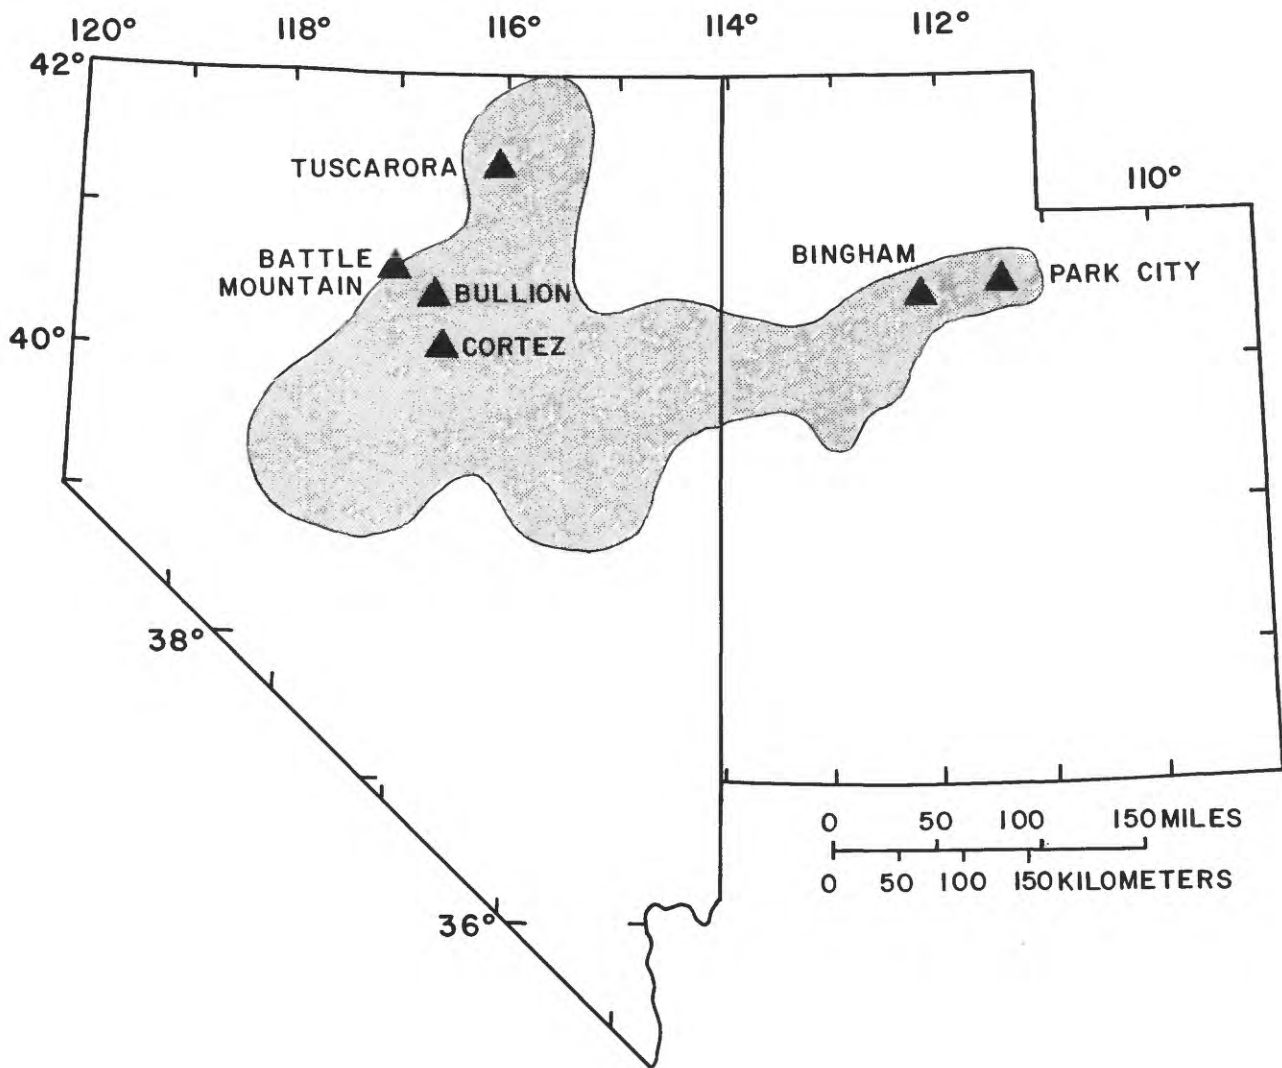 120° 118° 116° 114° 112°
42°
110°
TUSCARORA
BATTLE
MOUNTAIN
BULLION
CORTEZ
BINGHAM
PARK CITY
40°
38°
36°
0 50 100 150 MILES
0 50 100 150 KILOMETERS